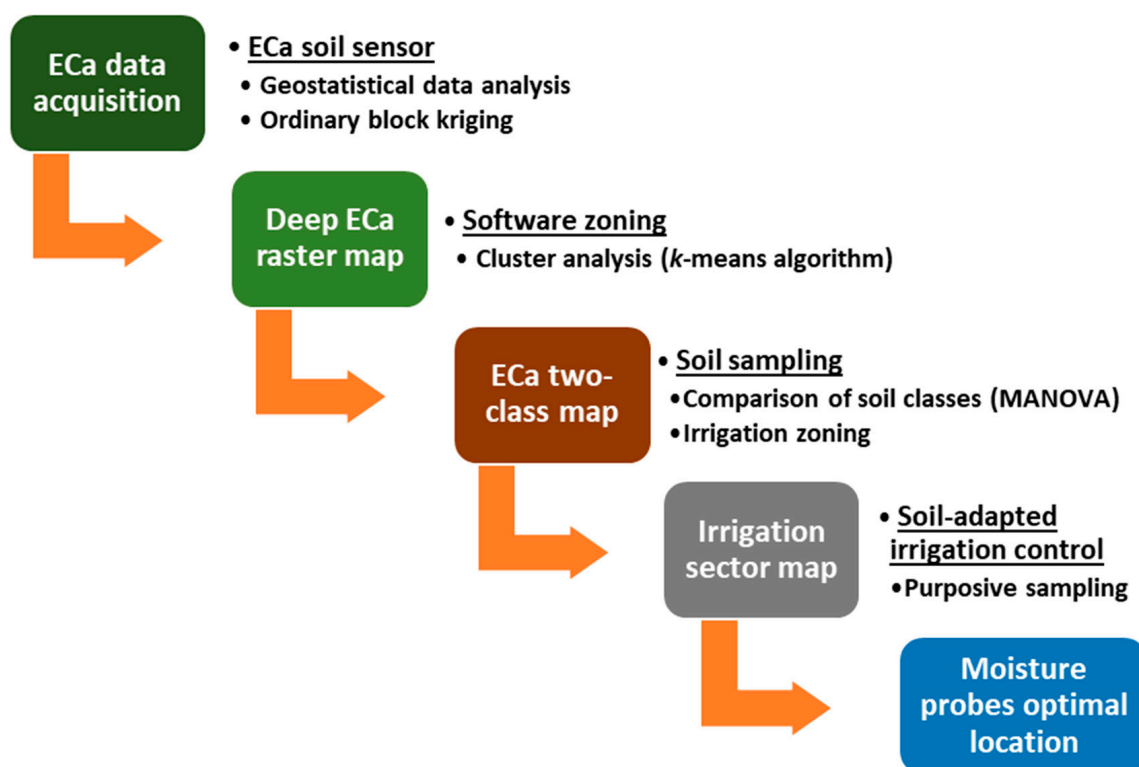 ECa data
acquisition
• ECa soil sensor
• Geostatistical data analysis
• Ordinary block kriging
Deep ECa
raster map
• Software zoning
• Cluster analysis (k-means algorithm)
ECa two-
class map
• Soil sampling
•Comparison of soil classes (MANOVA)
•Irrigation zoning
Irrigation
sector map
• Soil-adapted
irrigation control
•Purposive sampling
Moisture
probes optimal
location